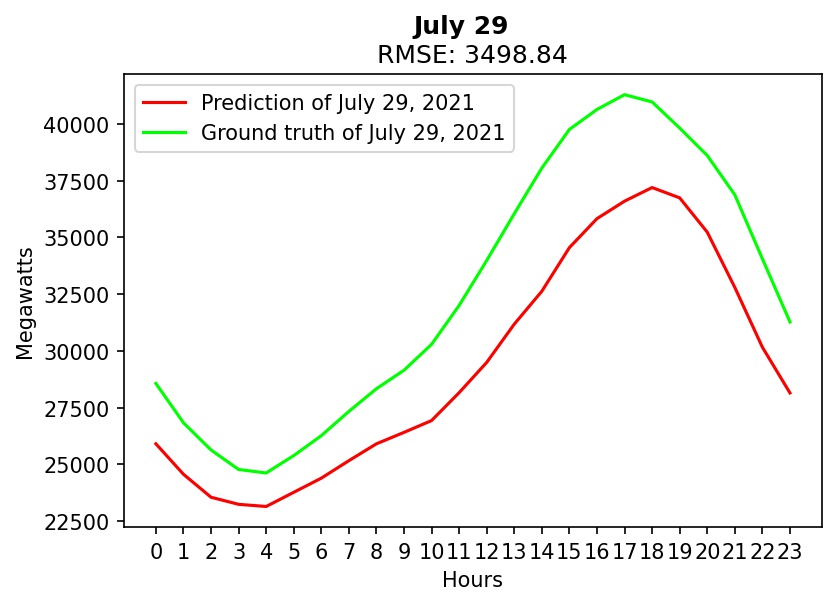 July 29
RMSE: 3498.84
Prediction of July 29, 2021
Ground truth of July 29, 2021
40000
37500
35000
32500
30000
27500
25000
22500
Megawatts
0 1 2 3 4 5 6 7 8 9 10 11 12 13 14 15 16 17 18 19 20 21 22 23
Hours